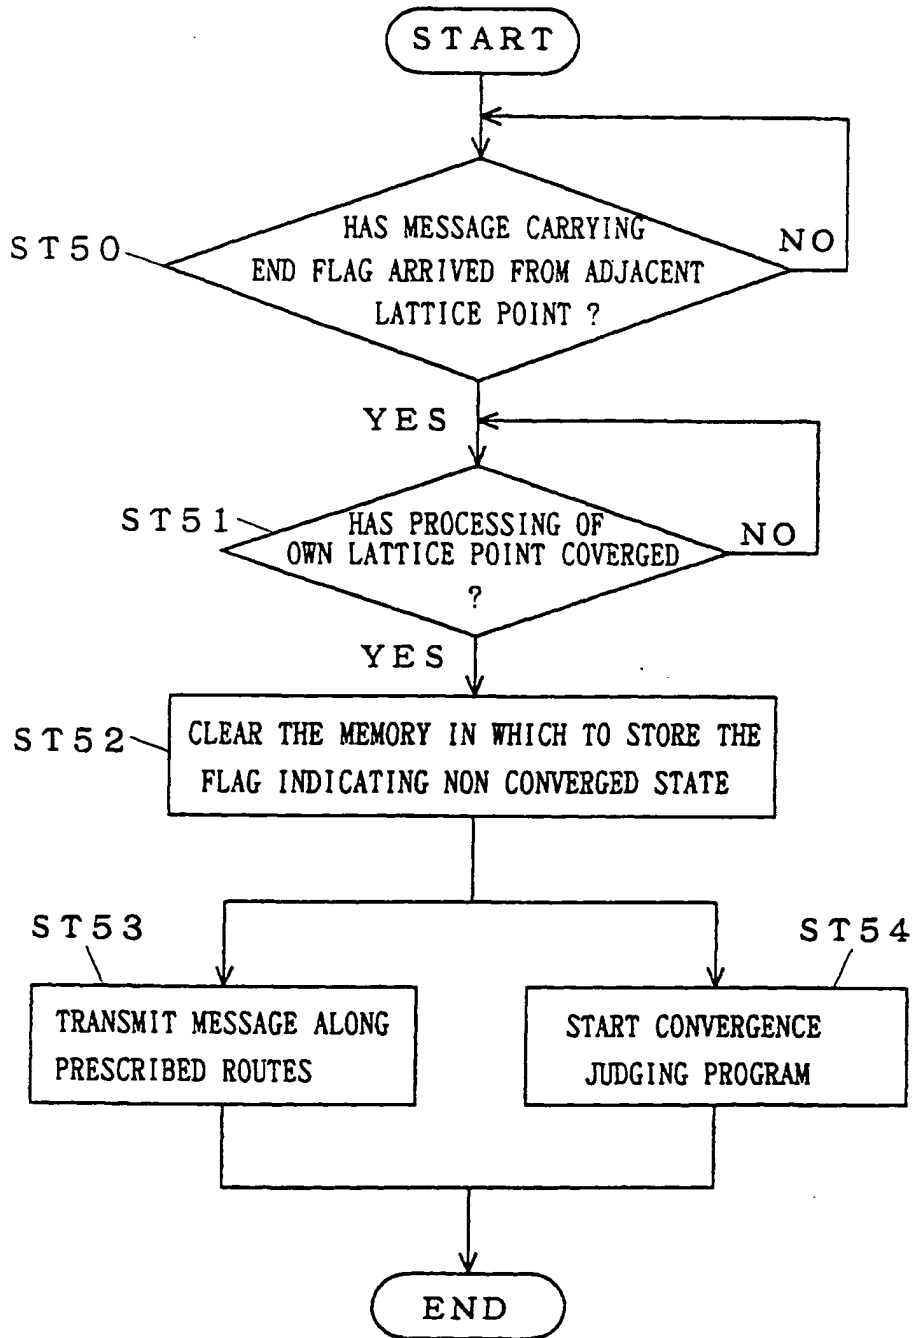 START
HAS MESSAGE CARRYING
END FLAG ARRIVED FROM ADJACENT
LATTICE POINT ?
ST50
NO
YES
HAS PROCESSING OF
OWN LATTICE POINT COVERGED
?
ST51
NO
YES
ST52
CLEAR THE MEMORY IN WHICH TO STORE THE
FLAG INDICATING NON CONVERGED STATE
ST53
ST54
TRANSMIT MESSAGE ALONG
PRESCRIBED ROUTES
START CONVERGENCE
JUDGING PROGRAM
END